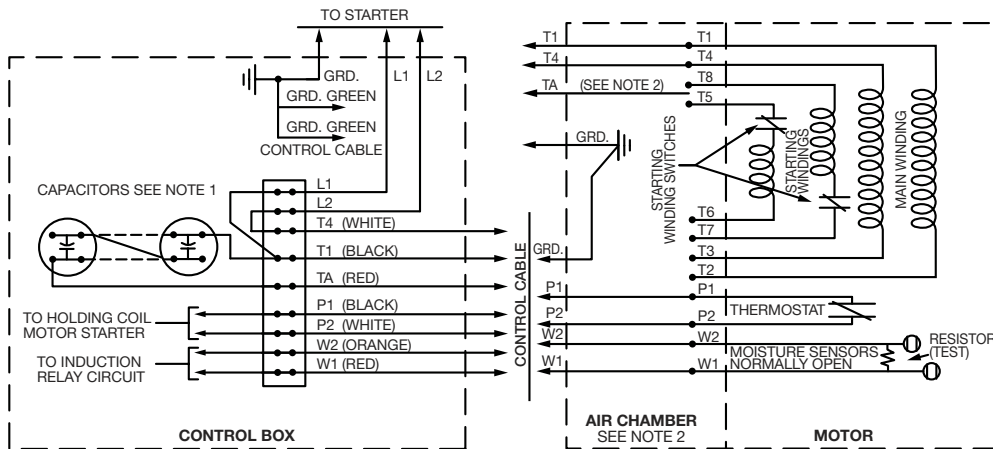 TO STARTER
GRD.
L1
L2
GRD. GREEN
GRD. GREEN
CONTROL CABLE
CAPACITORS SEE NOTE 1
L1
L2
T4 (WHITE)
T1 (BLACK)
TA (RED)
P1 (BLACK)
P2 (WHITE)
W2 (ORANGE)
W1 (RED)
TO HOLDING COIL
MOTOR STARTER
TO INDUCTION
RELAY CIRCUIT
CONTROL BOX
CONTROL CABLE
T1
T4
TA (SEE NOTE 2)
GRD.
GRD.
P1
P2
W2
W1
STARTING
WINDING SWITCHES
AIR CHAMBER
SEE NOTE 2
T1
T4
T8
T5
T6
T7
T3
T2
P1
P2
W2
W1
STARTING
WINDINGS
MAIN WINDING
THERMOSTAT
MOISTURE SENSORS
NORMALLY OPEN
RESISTOR
(TEST)
MOTOR